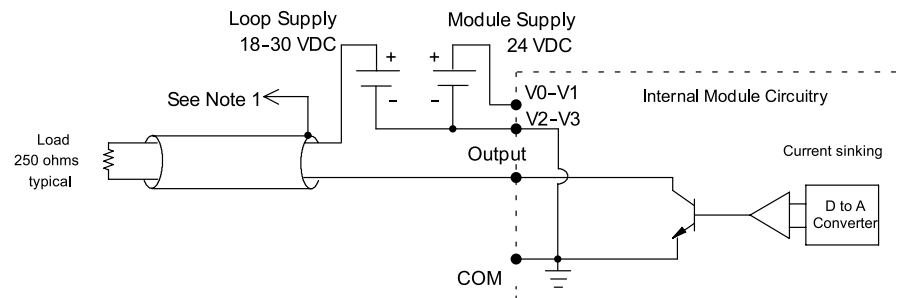 Loop Supply
18–30 VDC
Module Supply
24 VDC
+
–
+
–
See Note 1
V0–V1
V2–V3
Internal Module Circuitry
Load
250 ohms
typical
Output
Current sinking
D to A
Converter
COM